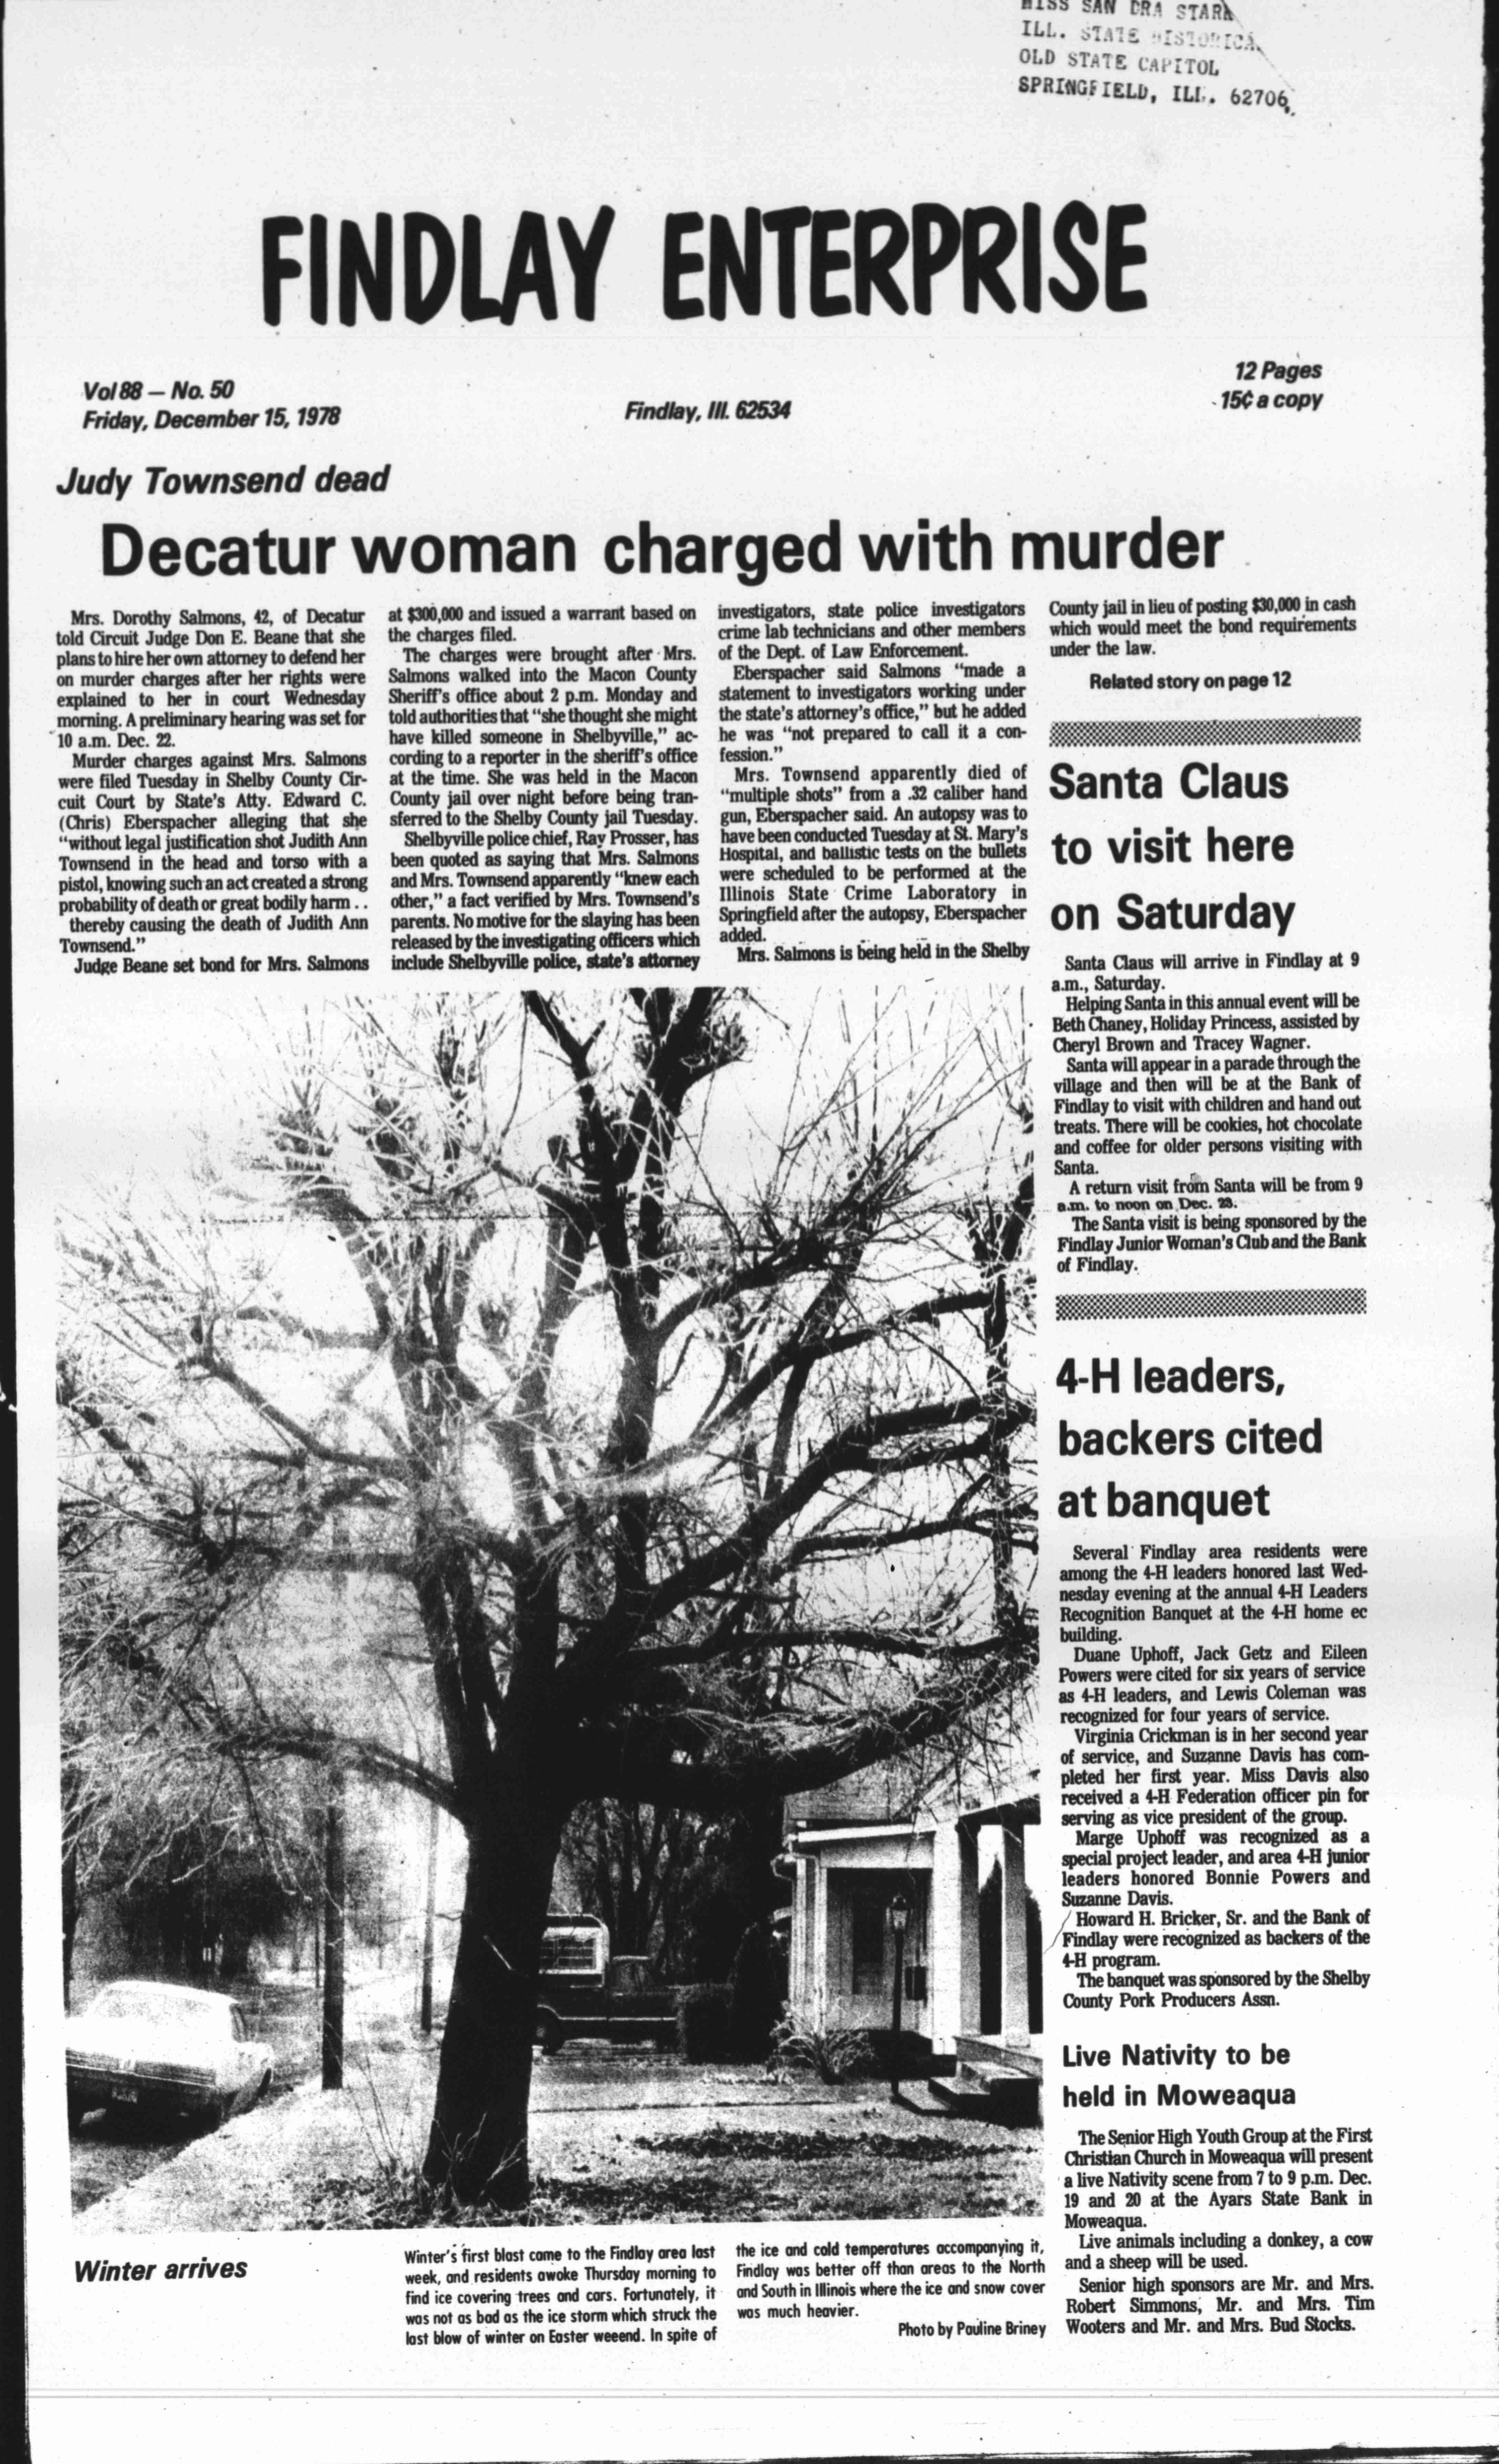 MISS SAN DRA STARK
ILL. STATE HISTORICA
OLD STATE CAPITOL
SPRINGFIELD, ILL. 62706
FINDLAY ENTERPRISE
Vol 88 — No. 50
Friday, December 15, 1978
Findlay, Ill. 62534
12 Pages
15¢ a copy
Judy Townsend dead
Decatur woman charged with murder
Mrs. Dorothy Salmons, 42, of Decatur
told Circuit Judge Don E. Beane that she
plans to hire her own attorney to defend her
on murder charges after her rights were
explained to her in court Wednesday
morning. A preliminary hearing was set for
10 a.m. Dec. 22.
Murder charges against Mrs. Salmons
were filed Tuesday in Shelby County Cir-
cuit Court by State's Atty. Edward C.
(Chris) Eberspacher alleging that she
"without legal justification shot Judith Ann
Townsend in the head and torso with a
pistol, knowing such an act created a strong
probability of death or great bodily harm . .
thereby causing the death of Judith Ann
Townsend."
Judge Beane set bond for Mrs. Salmons
at $300,000 and issued a warrant based on
the charges filed.
The charges were brought after Mrs.
Salmons walked into the Macon County
Sheriff's office about 2 p.m. Monday and
told authorities that "she thought she might
have killed someone in Shelbyville," ac-
cording to a reporter in the sheriff's office
at the time. She was held in the Macon
County jail over night before being tran-
sferred to the Shelby County jail Tuesday.
Shelbyville police chief, Ray Prosser, has
been quoted as saying that Mrs. Salmons
and Mrs. Townsend apparently "knew each
other," a fact verified by Mrs. Townsend's
parents. No motive for the slaying has been
released by the investigating officers which
include Shelbyville police, state's attorney
investigators, state police investigators
crime lab technicians and other members
of the Dept. of Law Enforcement.
Eberspacher said Salmons "made a
statement to investigators working under
the state's attorney's office," but he added
he was "not prepared to call it a con-
fession."
Mrs. Townsend apparently died of
"multiple shots" from a .32 caliber hand
gun, Eberspacher said. An autopsy was to
have been conducted Tuesday at St. Mary's
Hospital, and ballistic tests on the bullets
were scheduled to be performed at the
Illinois State Crime Laboratory in
Springfield after the autopsy, Eberspacher
added.
Mrs. Salmons is being held in the Shelby
County jail in lieu of posting $30,000 in cash
which would meet the bond requirements
under the law.
Related story on page 12
Santa Claus
to visit here
on Saturday
Santa Claus will arrive in Findlay at 9
a.m., Saturday.
Helping Santa in this annual event will be
Beth Chaney, Holiday Princess, assisted by
Cheryl Brown and Tracey Wagner.
Santa will appear in a parade through the
village and then will be at the Bank of
Findlay to visit with children and hand out
treats. There will be cookies, hot chocolate
and coffee for older persons visiting with
Santa.
A return visit from Santa will be from 9
a.m. to noon on Dec. 23.
The Santa visit is being sponsored by the
Findlay Junior Woman's Club and the Bank
of Findlay.
4-H leaders,
backers cited
at banquet
Several Findlay area residents were
among the 4-H leaders honored last Wed-
nesday evening at the annual 4-H Leaders
Recognition Banquet at the 4-H home ec
building.
Duane Uphoff, Jack Getz and Eileen
Powers were cited for six years of service
as 4-H leaders, and Lewis Coleman was
recognized for four years of service.
Virginia Crickman is in her second year
of service, and Suzanne Davis has com-
pleted her first year. Miss Davis also
received a 4-H Federation officer pin for
serving as vice president of the group.
Marge Uphoff was recognized as a
special project leader, and area 4-H junior
leaders honored Bonnie Powers and
Suzanne Davis.
Howard H. Bricker, Sr. and the Bank of
Findlay were recognized as backers of the
4-H program.
The banquet was sponsored by the Shelby
County Pork Producers Assn.
Live Nativity to be
held in Moweaqua
The Senior High Youth Group at the First
Christian Church in Moweaqua will present
a live Nativity scene from 7 to 9 p.m. Dec.
19 and 20 at the Ayars State Bank in
Moweaqua.
Live animals including a donkey, a cow
and a sheep will be used.
Senior high sponsors are Mr. and Mrs.
Robert Simmons, Mr. and Mrs. Tim
Wooters and Mr. and Mrs. Bud Stocks.
Winter arrives
Winter's first blast came to the Findlay area last
week, and residents awoke Thursday morning to
find ice covering trees and cars. Fortunately, it
was not as bad as the ice storm which struck the
last blow of winter on Easter weeend. In spite of
the ice and cold temperatures accompanying it,
Findlay was better off than areas to the North
and South in Illinois where the ice and snow cover
was much heavier.
Photo by Pauline Briney